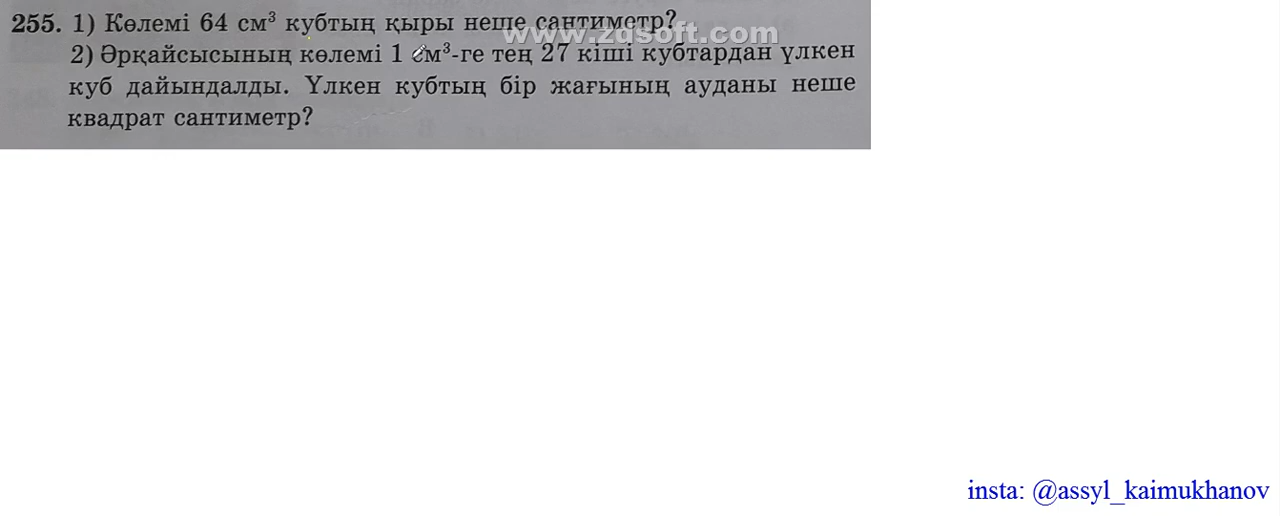 255. 1) Көлемі 64 см³ кубтың қыры неше сантиметр?
www.zdsoft.com
2) Әрқайсысының көлемі 1 см³-ге тең 27 кіші кубтардан үлкен
куб дайындалды. Үлкен кубтың бір жағының ауданы неше
квадрат сантиметр?
insta: @assyl_kaimukhanov